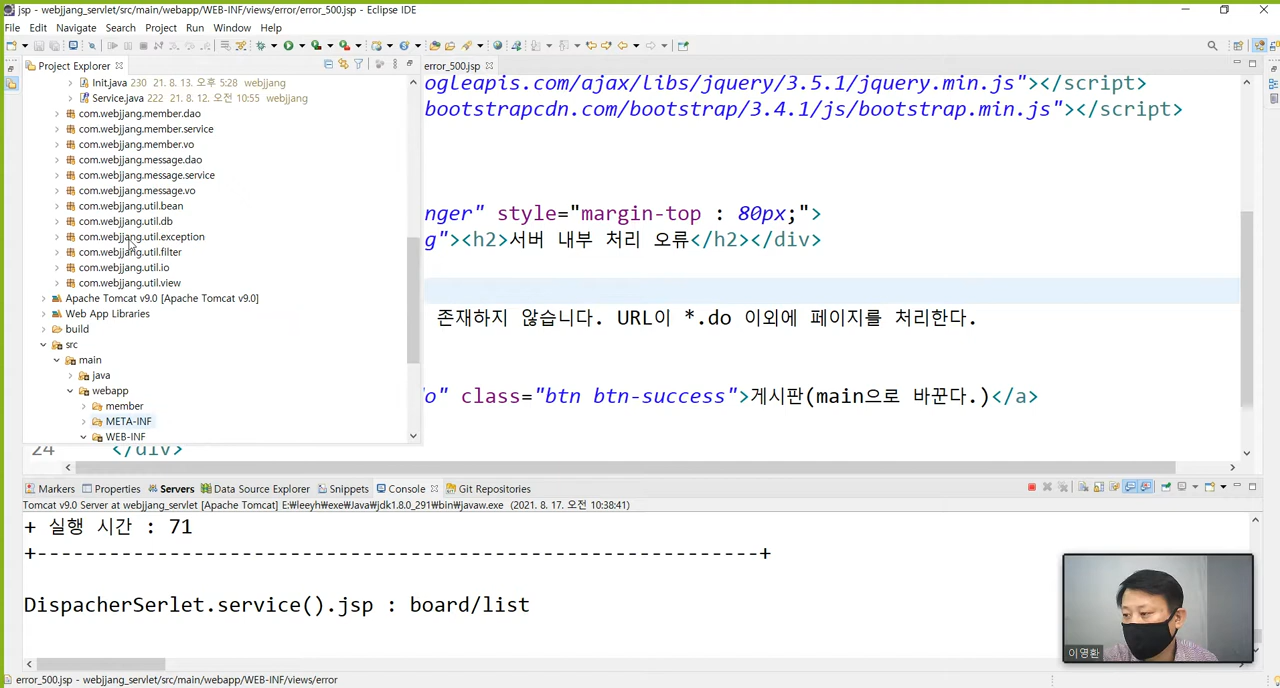 jsp - webjjang_servlet/src/main/webapp/WEB-INF/views/error/error_500.jsp - Eclipse IDE
File Edit Navigate Search Project Run Window Help
Project Explorer
Init.java 230 21. 8. 13. 오후 5:28 webjjang
Service.java 222 21. 8. 12. 오전 10:55 webjjang
com.webjjang.member.dao
com.webjjang.member.service
com.webjjang.member.vo
com.webjjang.message.dao
com.webjjang.message.service
com.webjjang.message.vo
com.webjjang.util.bean
com.webjjang.util.db
com.webjjang.util.exception
com.webjjang.util.filter
com.webjjang.util.io
com.webjjang.util.view
Apache Tomcat v9.0 [Apache Tomcat v9.0]
Web App Libraries
build
src
main
java
webapp
member
META-INF
WEB-INF
error_500.jsp
ogleapis.com/ajax/libs/jquery/3.5.1/jquery.min.js"></script>
bootstrapcdn.com/bootstrap/3.4.1/js/bootstrap.min.js"></script>
nger" style="margin-top : 80px;">
g"><h2>서버 내부 처리 오류</h2></div>
존재하지 않습니다. URL이 *.do 이외에 페이지를 처리한다.
o" class="btn btn-success">게시판(main으로 바꾼다.)</a>
24 </div>
Markers Properties Servers Data Source Explorer Snippets Console Git Repositories
Tomcat v9.0 Server at webjjang_servlet [Apache Tomcat] E:₩leeyh₩exe₩Java₩jdk1.8.0_291₩bin₩javaw.exe (2021. 8. 17. 오전 10:38:41)
+ 실행 시간 : 71
+---------------------------------------------------------+
DispacherSerlet.service().jsp : board/list
이영환
error_500.jsp - webjjang_servlet/src/main/webapp/WEB-INF/views/error